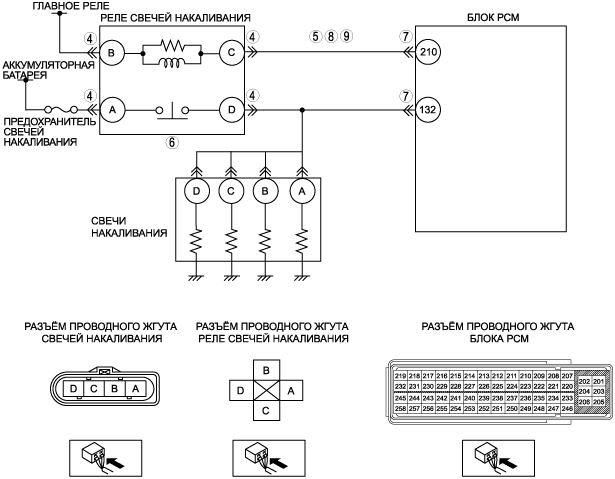 ГЛАВНОЕ РЕЛЕ
РЕЛЕ СВЕЧЕЙ НАКАЛИВАНИЯ
БЛОК PCM
4 B C 4 5 8 9 7 210
АККУМУЛЯТОРНАЯ
БАТАРЕЯ
4 A D 4 7 132
ПРЕДОХРАНИТЕЛЬ
СВЕЧЕЙ
НАКАЛИВАНИЯ
6
D C B A
СВЕЧИ
НАКАЛИВАНИЯ
РАЗЪЁМ ПРОВОДНОГО ЖГУТА
СВЕЧЕЙ НАКАЛИВАНИЯ
D C B A
РАЗЪЁМ ПРОВОДНОГО ЖГУТА
РЕЛЕ СВЕЧЕЙ НАКАЛИВАНИЯ
B
D A
C
РАЗЪЁМ ПРОВОДНОГО ЖГУТА
БЛОКА PCM
219 218 217 216 215 214 213 212 211 210 209 208 207
232 231 230 229 228 227 226 225 224 223 222 221 220
245 244 243 242 241 240 239 238 237 236 235 234 233
258 257 256 255 254 253 252 251 250 249 248 247 246
202 201
204 203
206 205